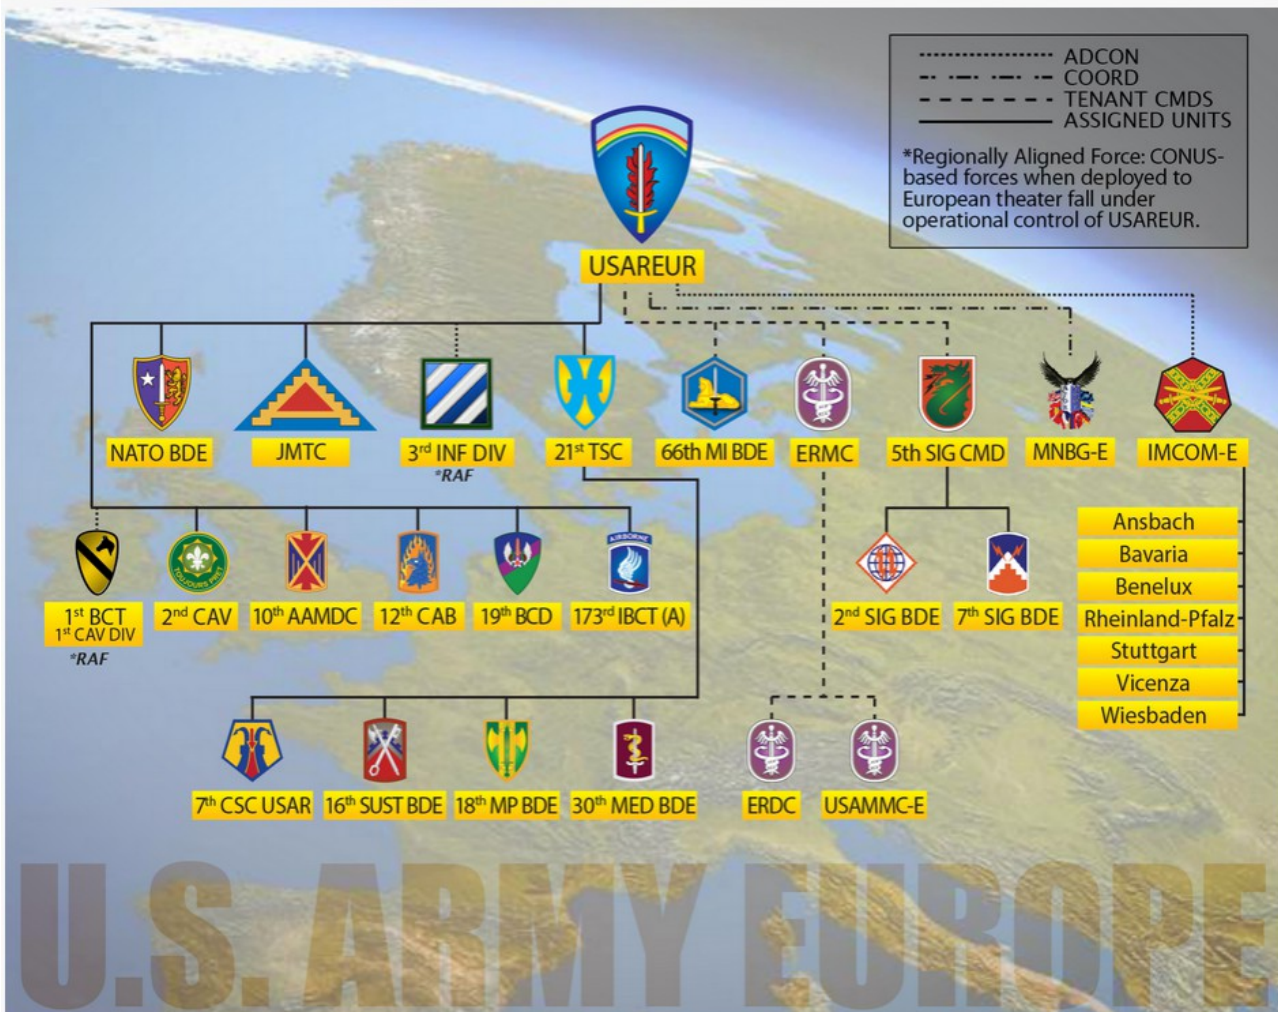 ADCON
COORD
TENANT CMDS
ASSIGNED UNITS
*Regionally Aligned Force: CONUS-
based forces when deployed to
European theater fall under
operational control of USAREUR.
USAREUR
NATO BDE
JMTC
3rd INF DIV
*RAF
21st TSC
66th MI BDE
ERMC
5th SIG CMD
MNBG-E
IMCOM-E
AIRBORNE
TOUJOURS PRET
1st BCT
1st CAV DIV
*RAF
2nd CAV
10th AAMDC
12th CAB
19th BCD
173rd IBCT (A)
2nd SIG BDE
7th SIG BDE
Ansbach
Bavaria
Benelux
Rheinland-Pfalz
Stuttgart
Vicenza
Wiesbaden
7th CSC USAR
16th SUST BDE
18th MP BDE
30th MED BDE
ERDC
USAMMC-E
U.S. ARMY EUROPE